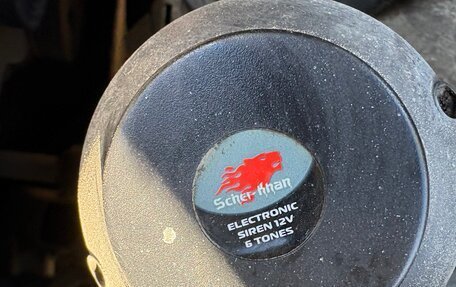 Scher-Khan
ELECTRONIC
SIREN 12V
6 TONES